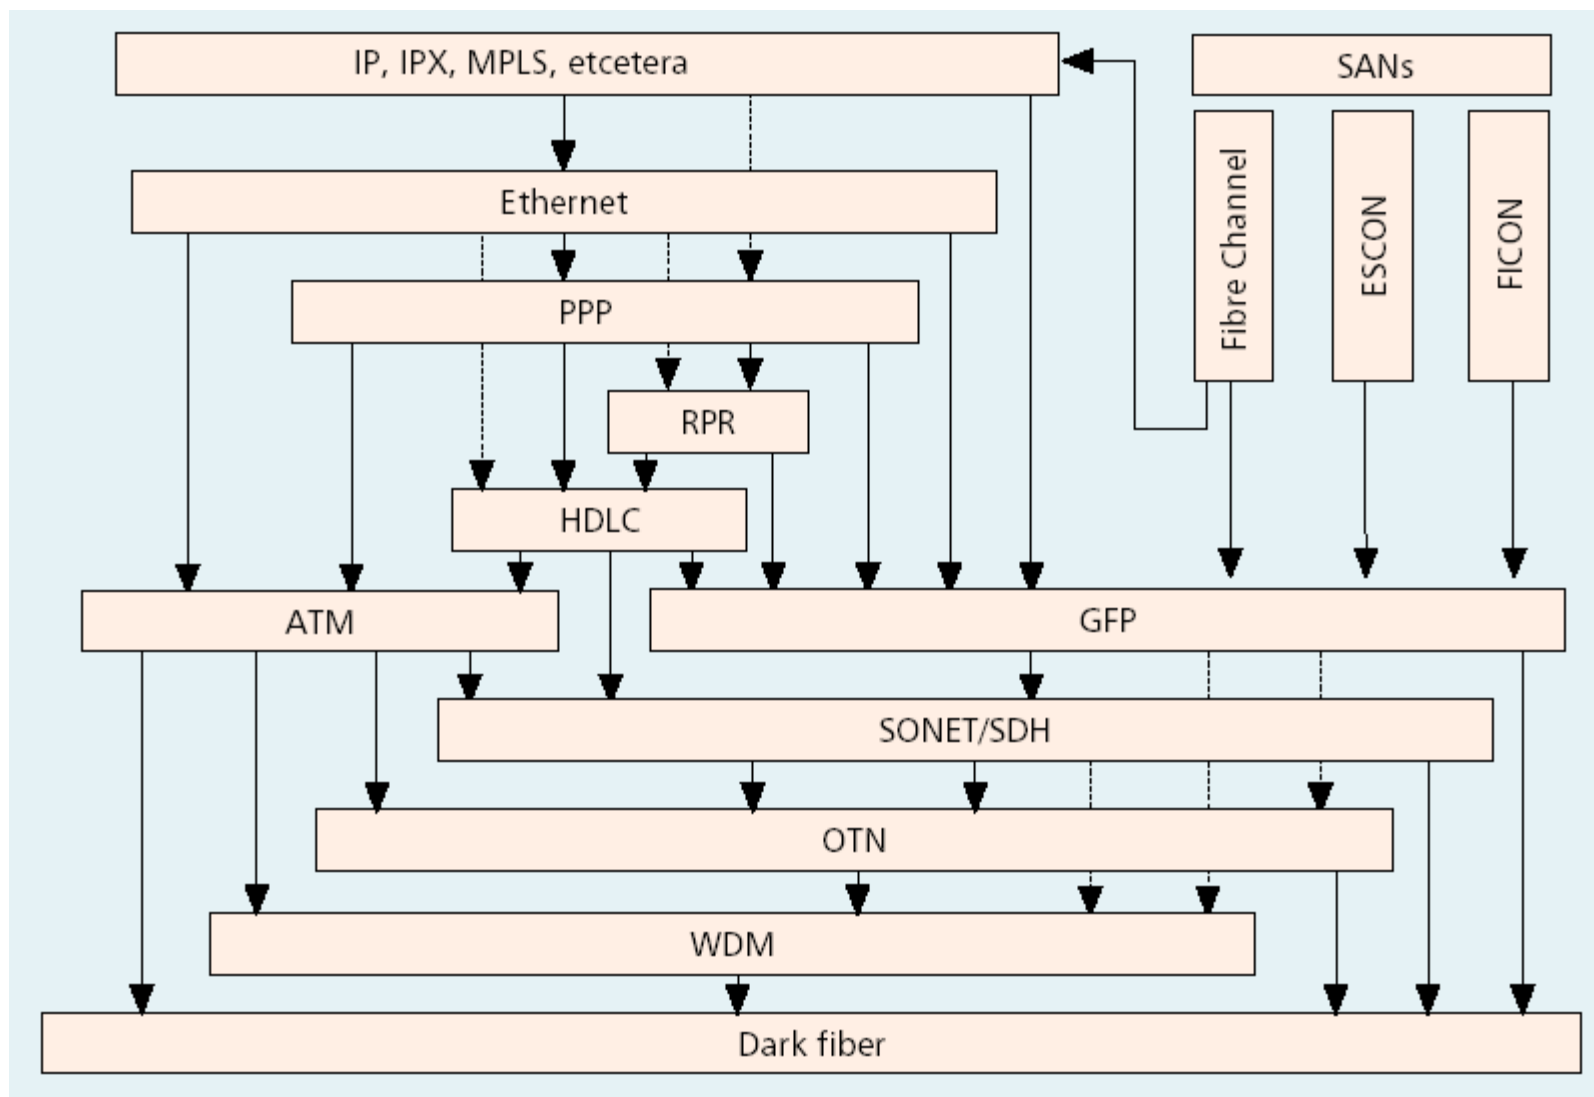 IP, IPX, MPLS, etcetera
SANs
Ethernet
Fibre Channel
ESCON
FICON
PPP
RPR
HDLC
ATM
GFP
SONET/SDH
OTN
WDM
Dark fiber